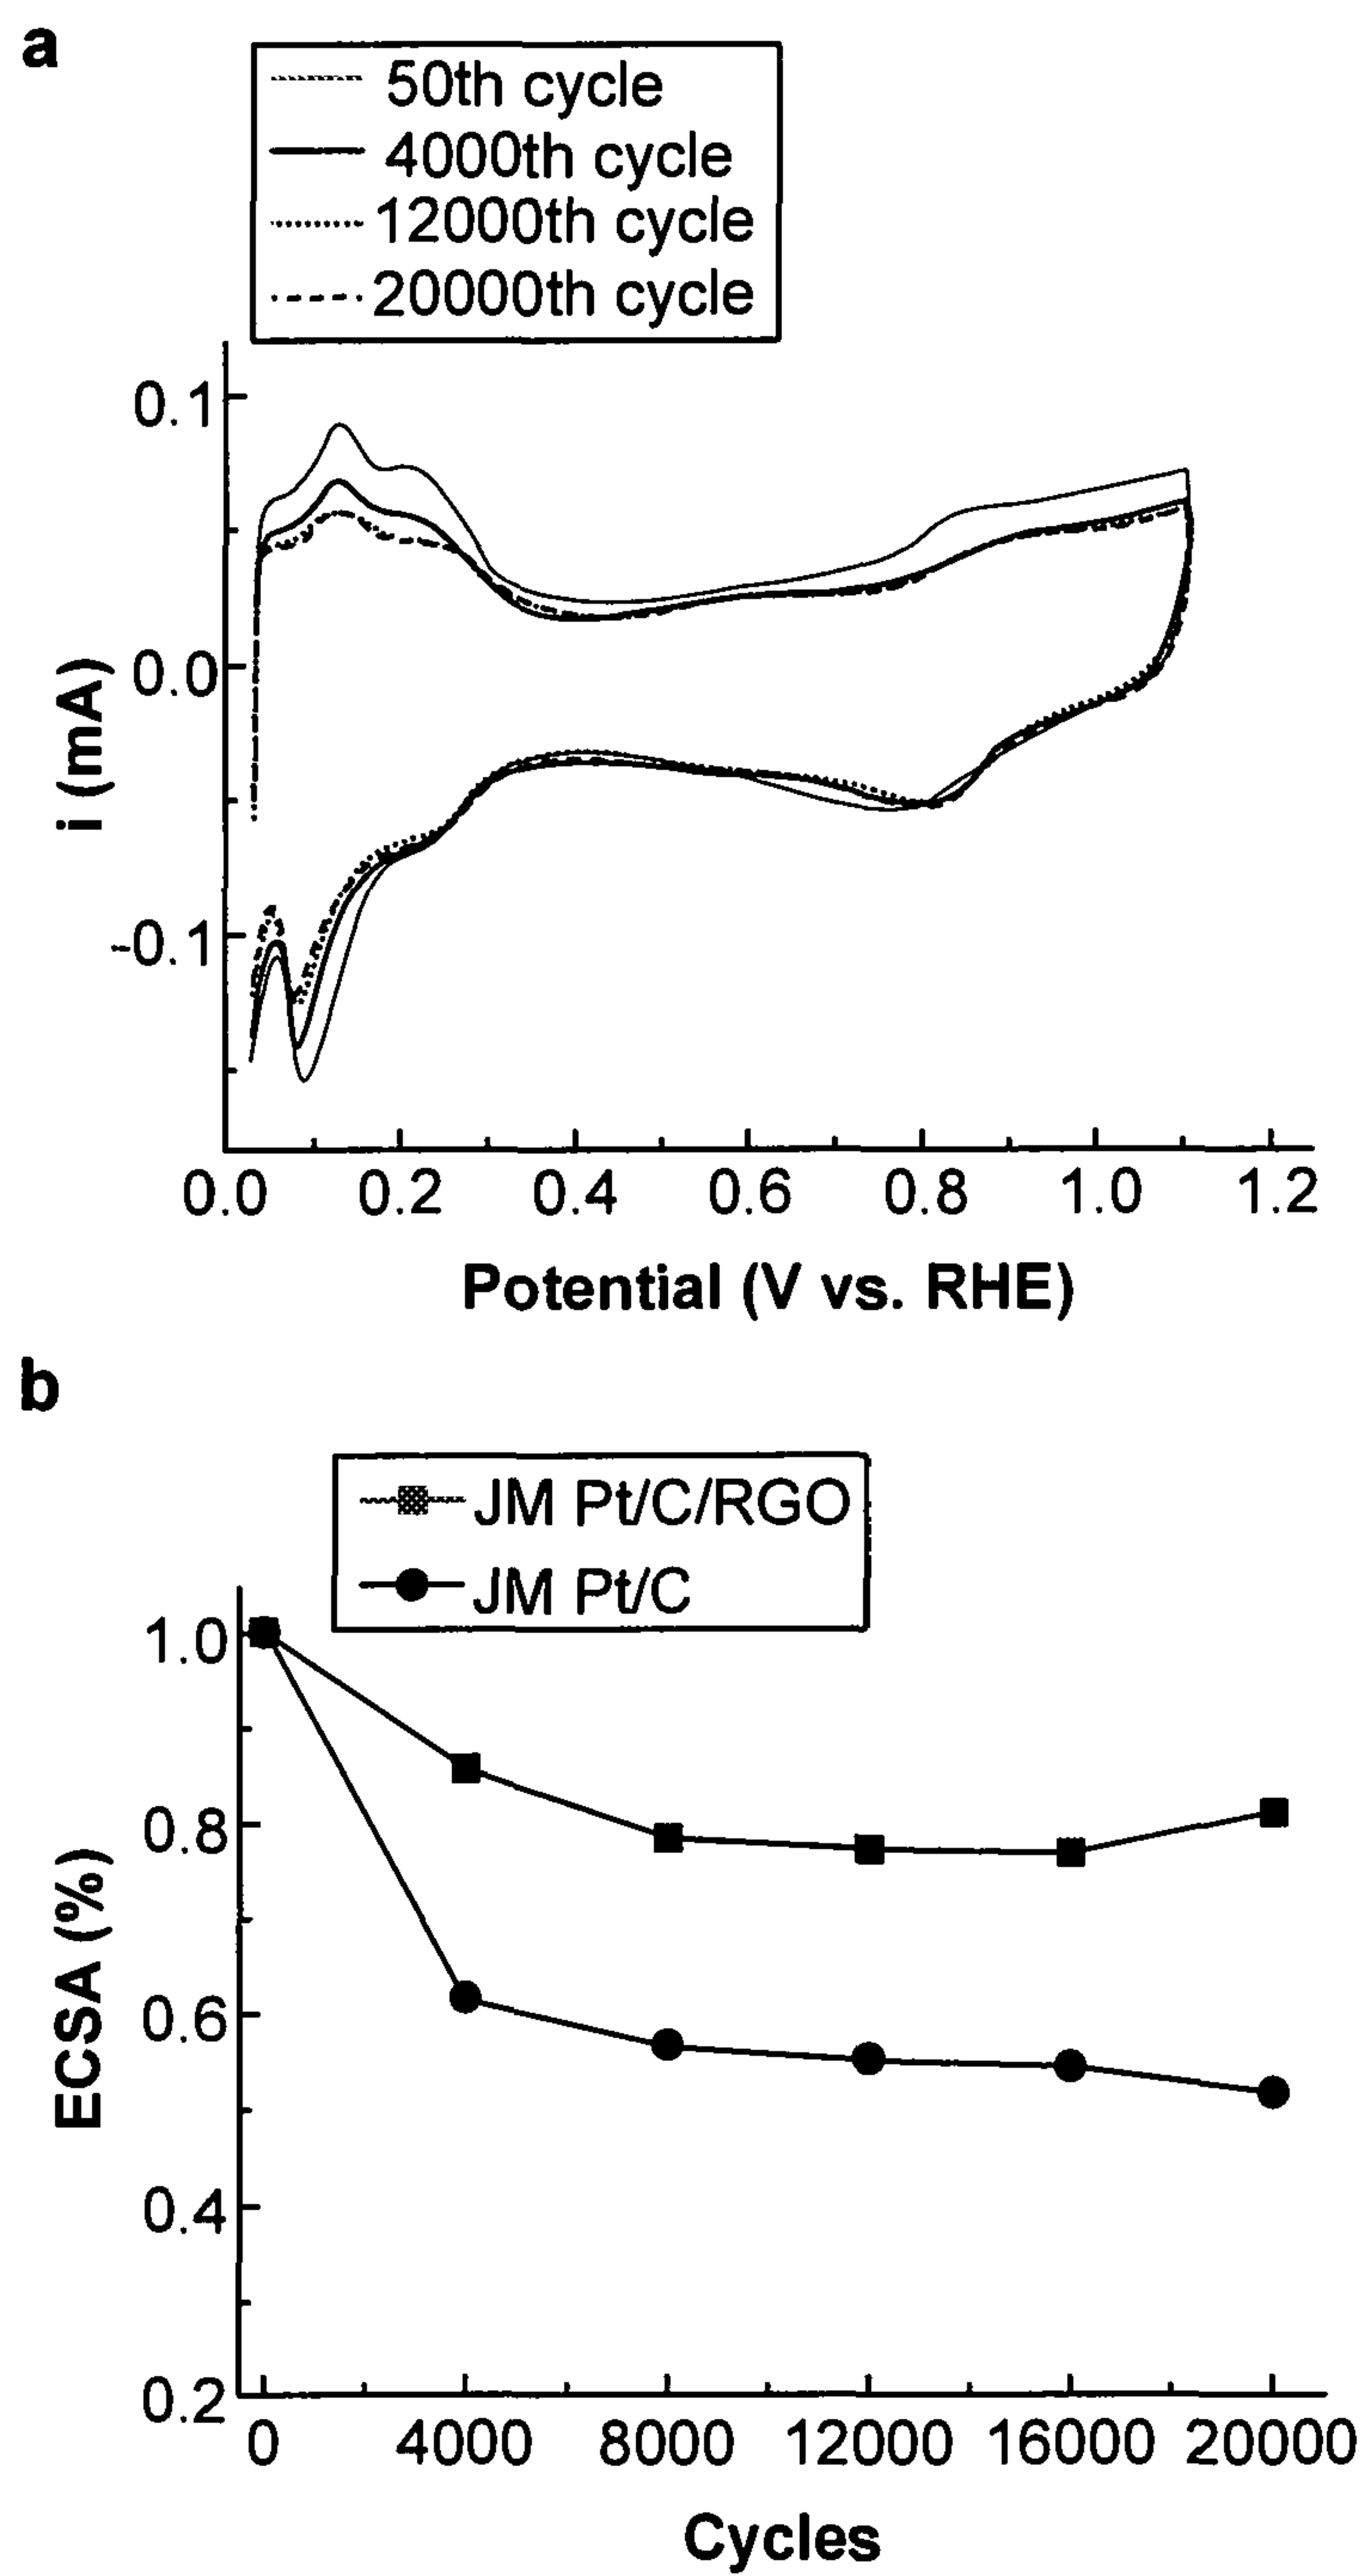 a
50th cycle
4000th cycle
12000th cycle
20000th cycle
0.1
0.0
-0.1
i (mA)
0.0 0.2 0.4 0.6 0.8 1.0 1.2
Potential (V vs. RHE)
b
JM Pt/C/RGO
JM Pt/C
1.0
0.8
0.6
0.4
0.2
ECSA (%)
0 4000 8000 12000 16000 20000
Cycles